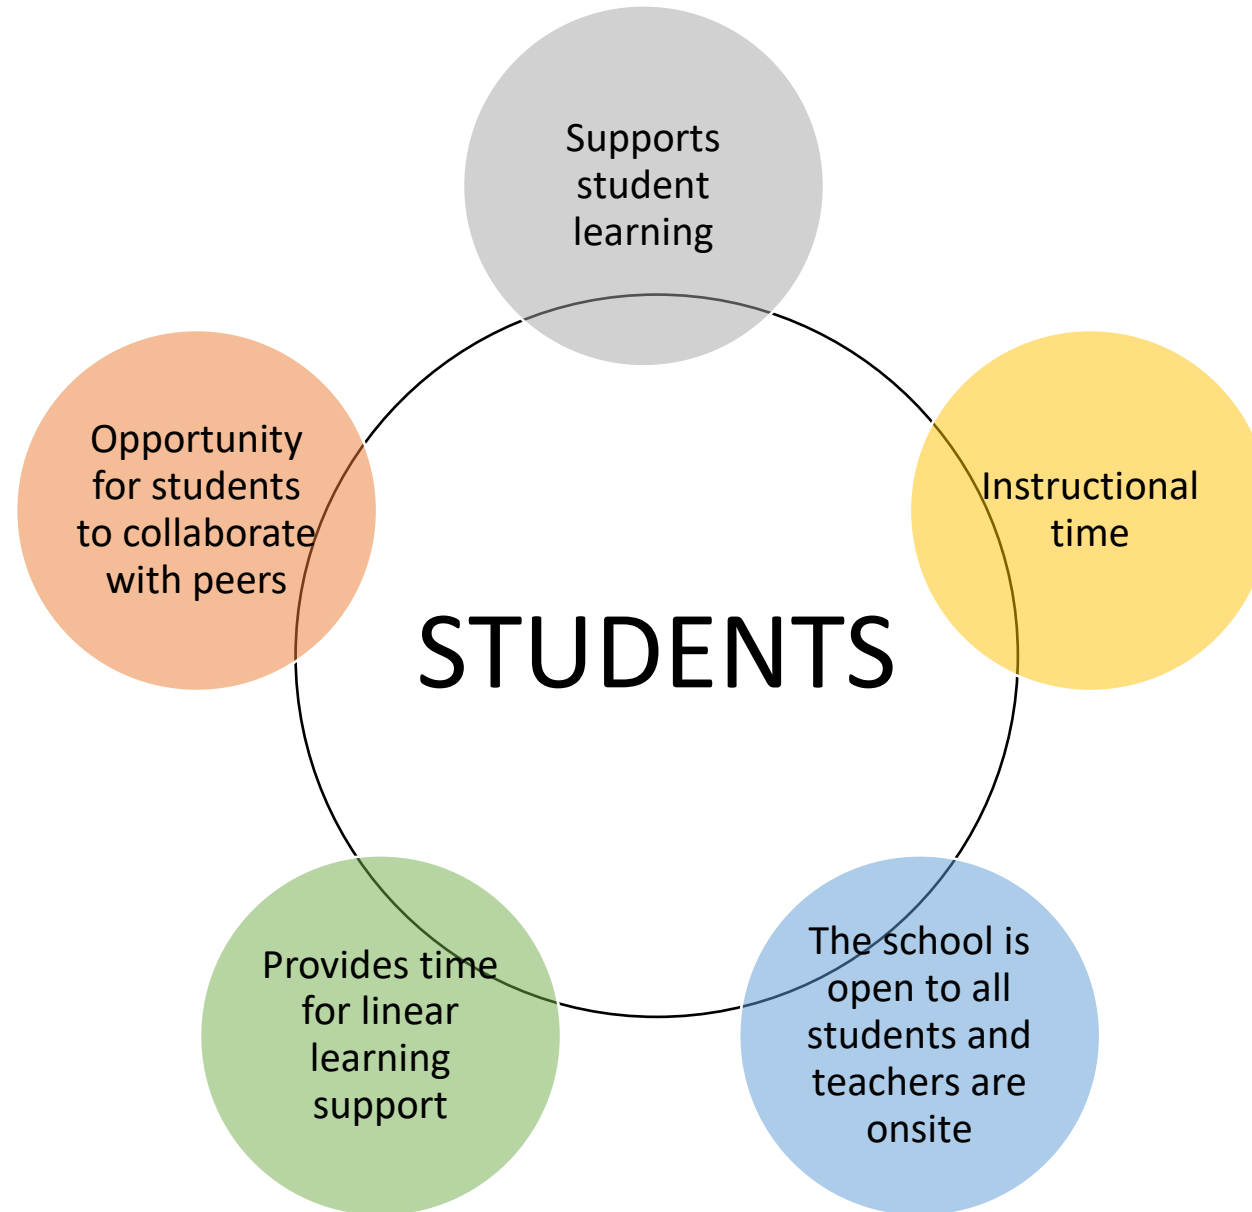 Supports
student
learning
Instructional
time
The school is
open to all
students and
teachers are
onsite
Provides time
for linear
learning
support
Opportunity
for students
to collaborate
with peers
STUDENTS